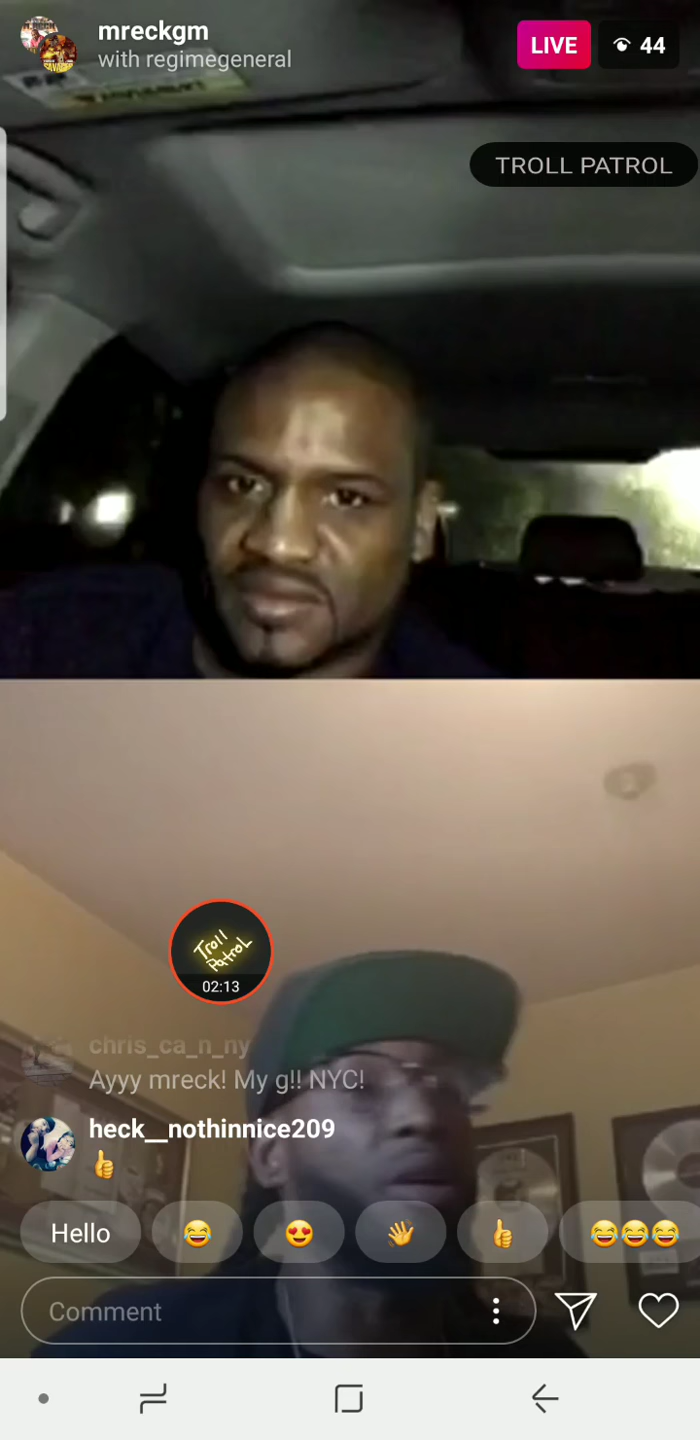 mreckgm
with regimegeneral
LIVE
44
TROLL PATROL
Troll
Patrol
02:13
chris_ca_n_ny
Ayyy mreck! My g!! NYC!
heck__nothinnice209
👍
Hello 😂 😍 👋 👍 😂😂😂
Comment